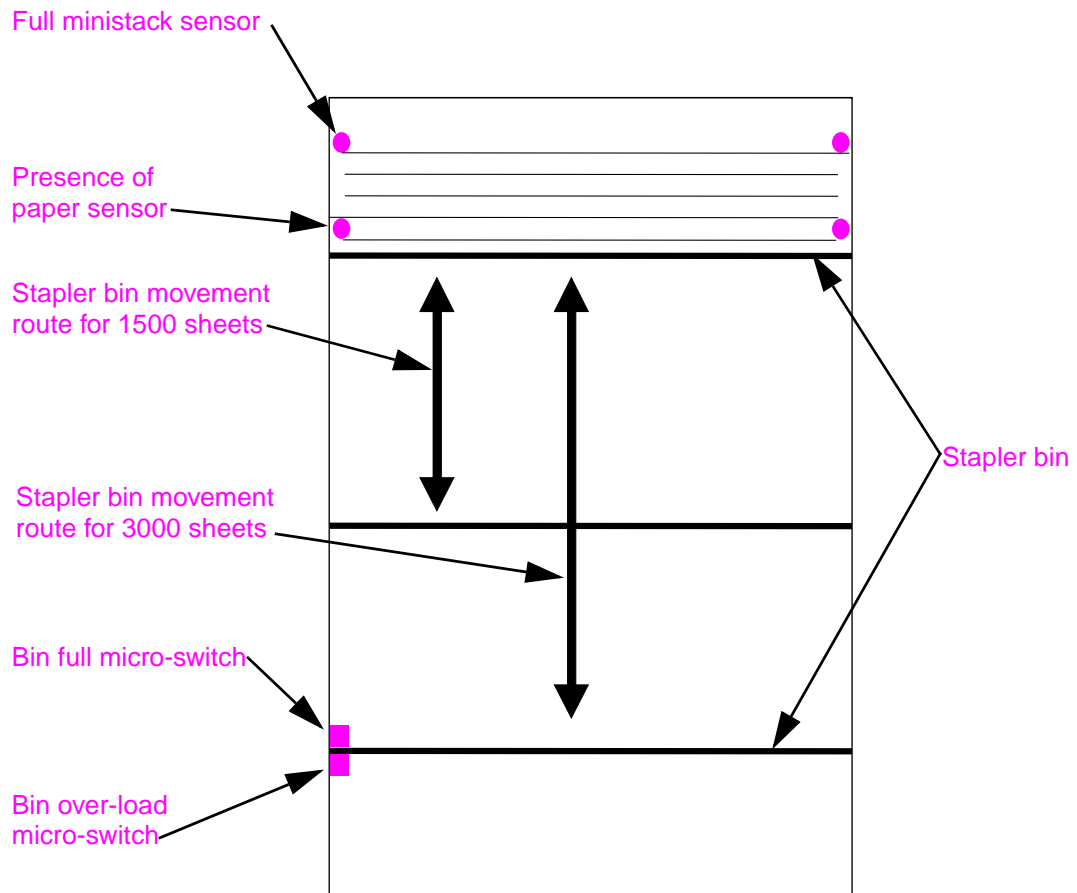 Full ministack sensor
Presence of
paper sensor
Stapler bin movement
route for 1500 sheets
Stapler bin
Stapler bin movement
route for 3000 sheets
Bin full micro-switch
Bin over-load
micro-switch